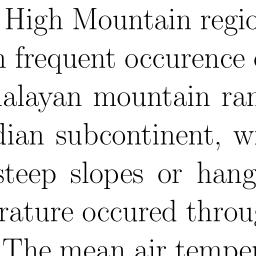 High Mountain regio
n frequent occurence
alayan mountain ran
dian subcontinent, w
steep slopes or hang
rature occured throug
The mean air temper